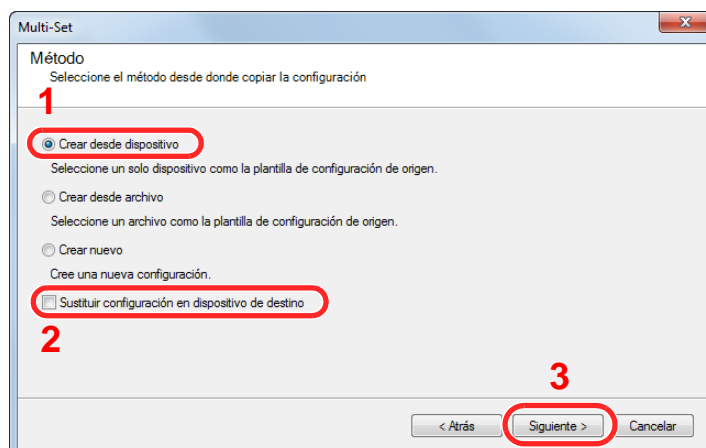 Multi-Set
Método
Seleccione el método desde donde copiar la configuración
1
Crear desde dispositivo
Seleccione un solo dispositivo como la plantilla de configuración de origen.
Crear desde archivo
Seleccione un archivo como la plantilla de configuración de origen.
Crear nuevo
Cree una nueva configuración.
Sustituir configuración en dispositivo de destino
2
3
< Atrás
Siguiente >
Cancelar